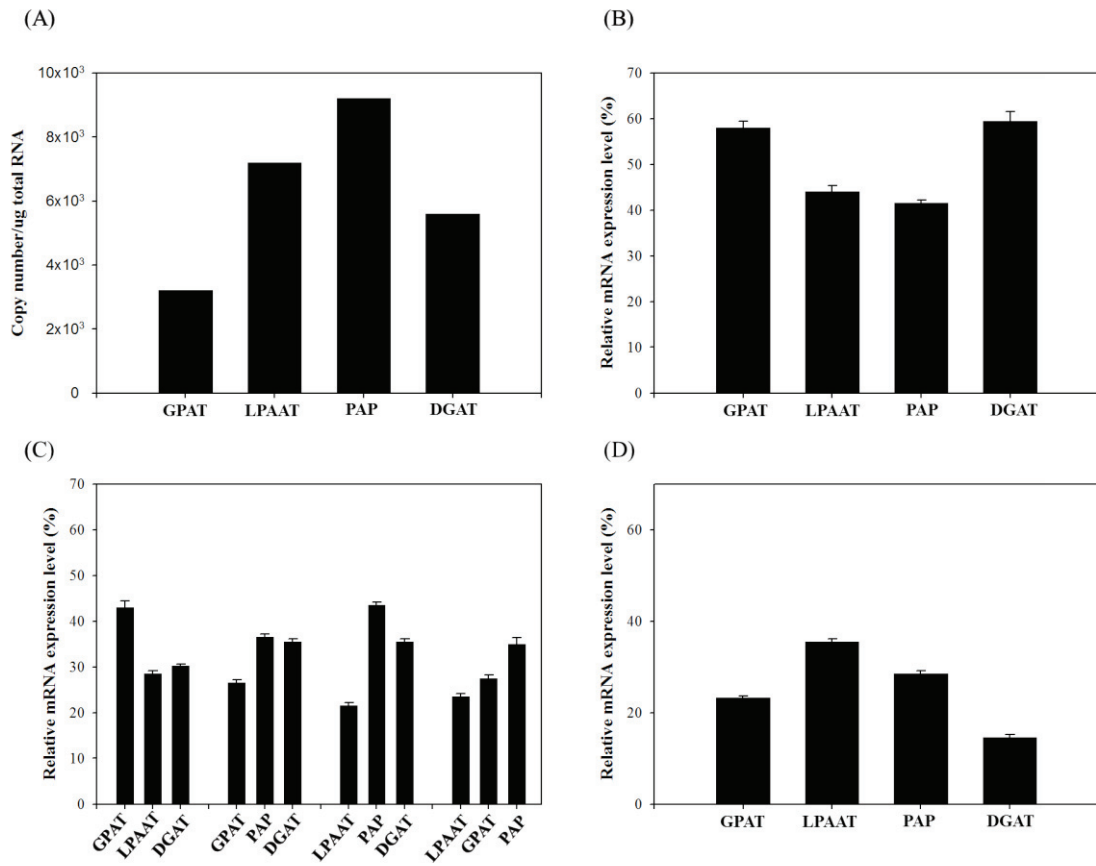 (A)
Copy number/ug total RNA
10x10³
8x10³
6x10³
4x10³
2x10³
0
GPAT LPAAT PAP DGAT
(B)
Relative mRNA expression level (%)
70
60
50
40
30
20
10
0
GPAT LPAAT PAP DGAT
(C)
Relative mRNA expression level (%)
70
60
50
40
30
20
10
0
GPAT LPAAT DGAT GPAT PAP DGAT LPAAT PAP DGAT LPAAT GPAT PAP
(D)
Relative mRNA expression level (%)
60
40
20
0
GPAT LPAAT PAP DGAT